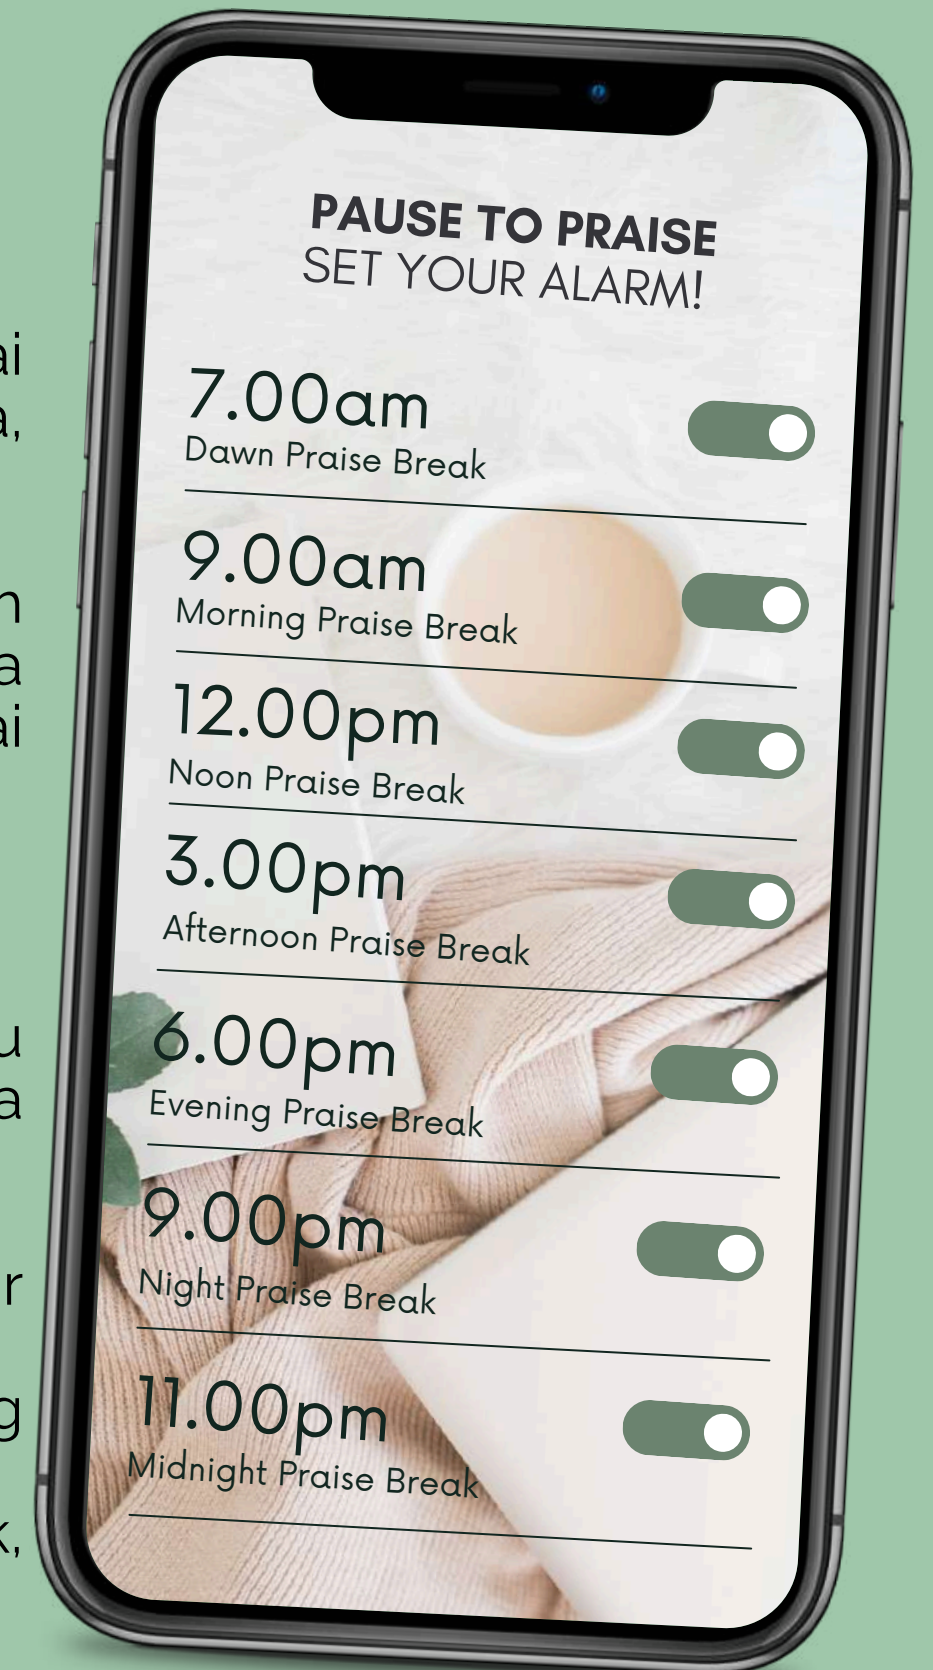 PAUSE TO PRAISE
SET YOUR ALARM!
7.00am
Dawn Praise Break
9.00am
Morning Praise Break
12.00pm
Noon Praise Break
3.00pm
Afternoon Praise Break
6.00pm
Evening Praise Break
9.00pm
Night Praise Break
11.00pm
Midnight Praise Break